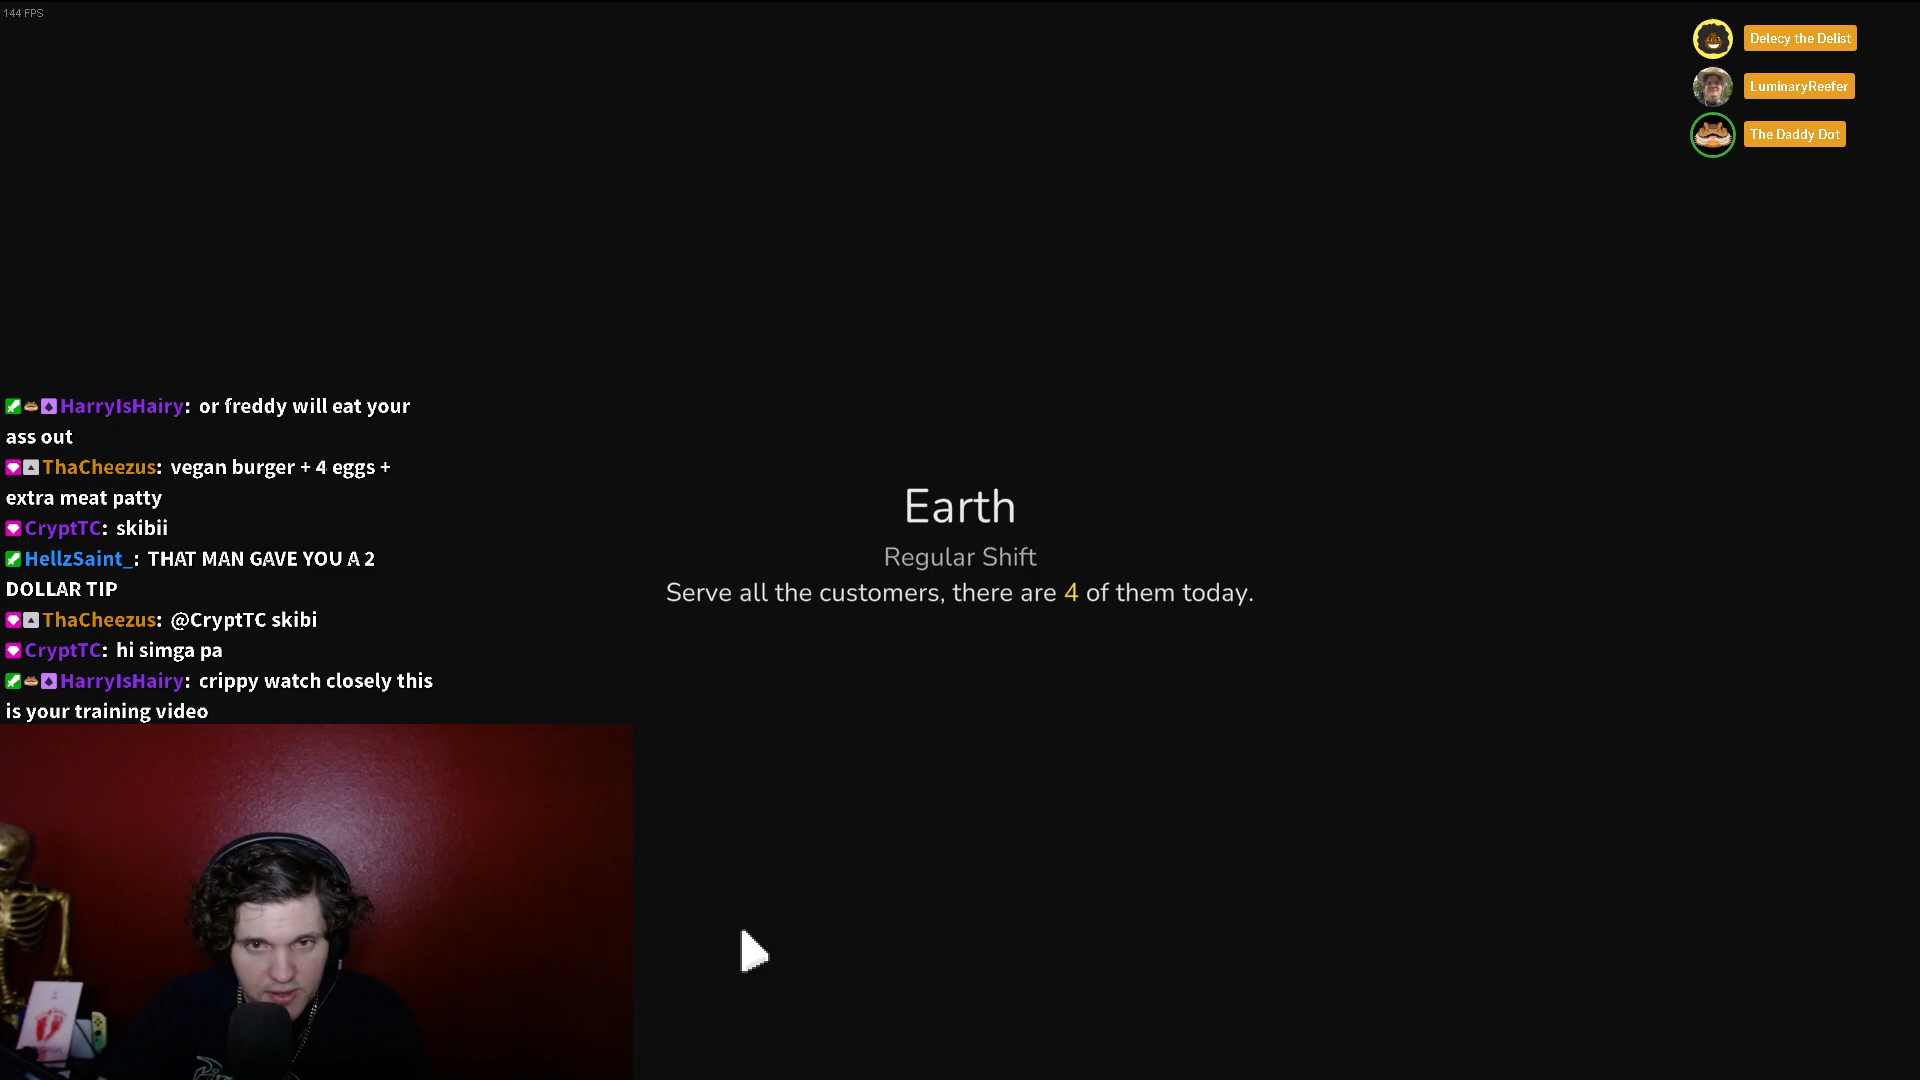 144 FPS
Delecy the Delist
LuminaryReefer
The Daddy Dot
HarryIsHairy: or freddy will eat your
ass out
ThaCheezus: vegan burger + 4 eggs +
extra meat patty
CryptTC: skibii
HellzSaint_: THAT MAN GAVE YOU A 2
DOLLAR TIP
ThaCheezus: @CryptTC skibi
CryptTC: hi simga pa
HarryIsHairy: crippy watch closely this
is your training video
Earth
Regular Shift
Serve all the customers, there are 4 of them today.